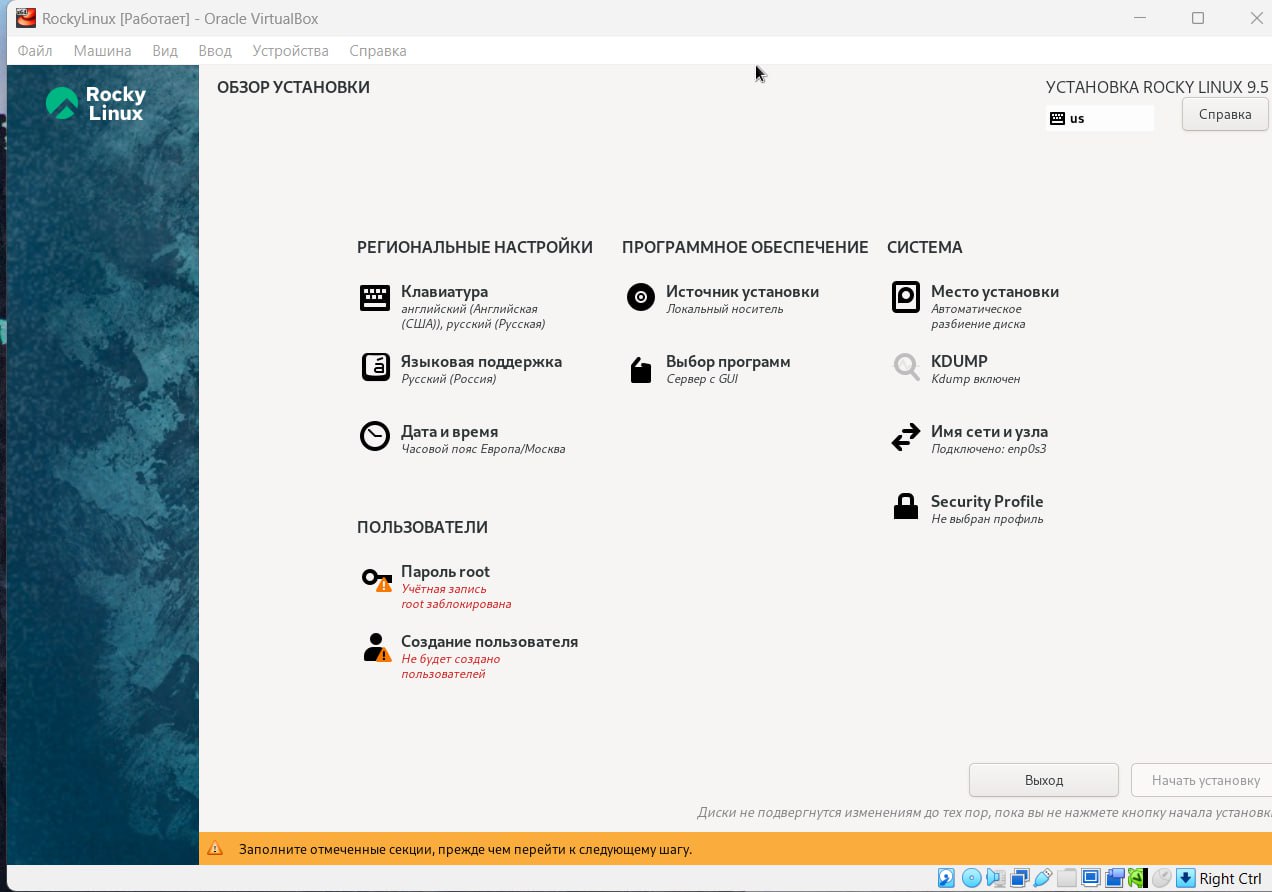 RockyLinux [Работает] - Oracle VirtualBox
Файл Машина Вид Ввод Устройства Справка
Rocky
Linux
ОБЗОР УСТАНОВКИ
УСТАНОВКА ROCKY LINUX 9.5
us
Справка
РЕГИОНАЛЬНЫЕ НАСТРОЙКИ
Клавиатура
английский (Английская
(США)), русский (Русская)
Языковая поддержка
Русский (Россия)
Дата и время
Часовой пояс Европа/Москва
ПРОГРАММНОЕ ОБЕСПЕЧЕНИЕ
Источник установки
Локальный носитель
Выбор программ
Сервер с GUI
СИСТЕМА
Место установки
Автоматическое
разбиение диска
KDUMP
Kdump включен
Имя сети и узла
Подключено: enp0s3
Security Profile
Не выбран профиль
ПОЛЬЗОВАТЕЛИ
Пароль root
Учётная запись
root заблокирована
Создание пользователя
Не будет создано
пользователей
Выход
Начать установку
Диски не подвергнутся изменениям до тех пор, пока вы не нажмете кнопку начала установк
Заполните отмеченные секции, прежде чем перейти к следующему шагу.
Right Ctrl